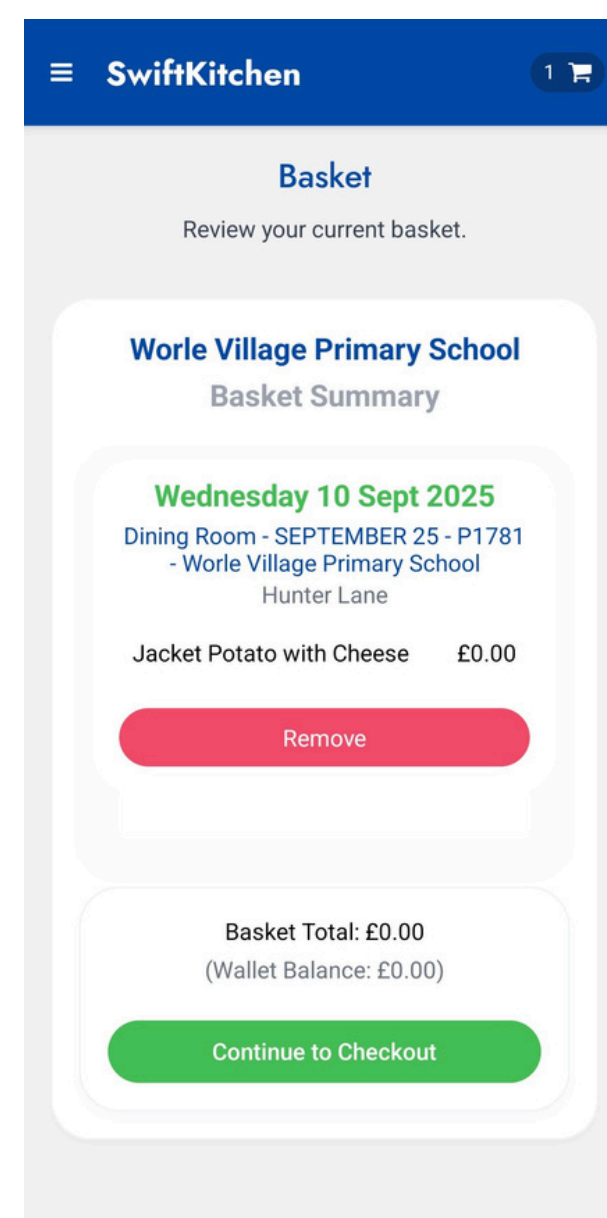 SwiftKitchen
1
Basket
Review your current basket.
Worle Village Primary School
Basket Summary
Wednesday 10 Sept 2025
Dining Room - SEPTEMBER 25 - P1781
- Worle Village Primary School
Hunter Lane
Jacket Potato with Cheese £0.00
Remove
Basket Total: £0.00
(Wallet Balance: £0.00)
Continue to Checkout